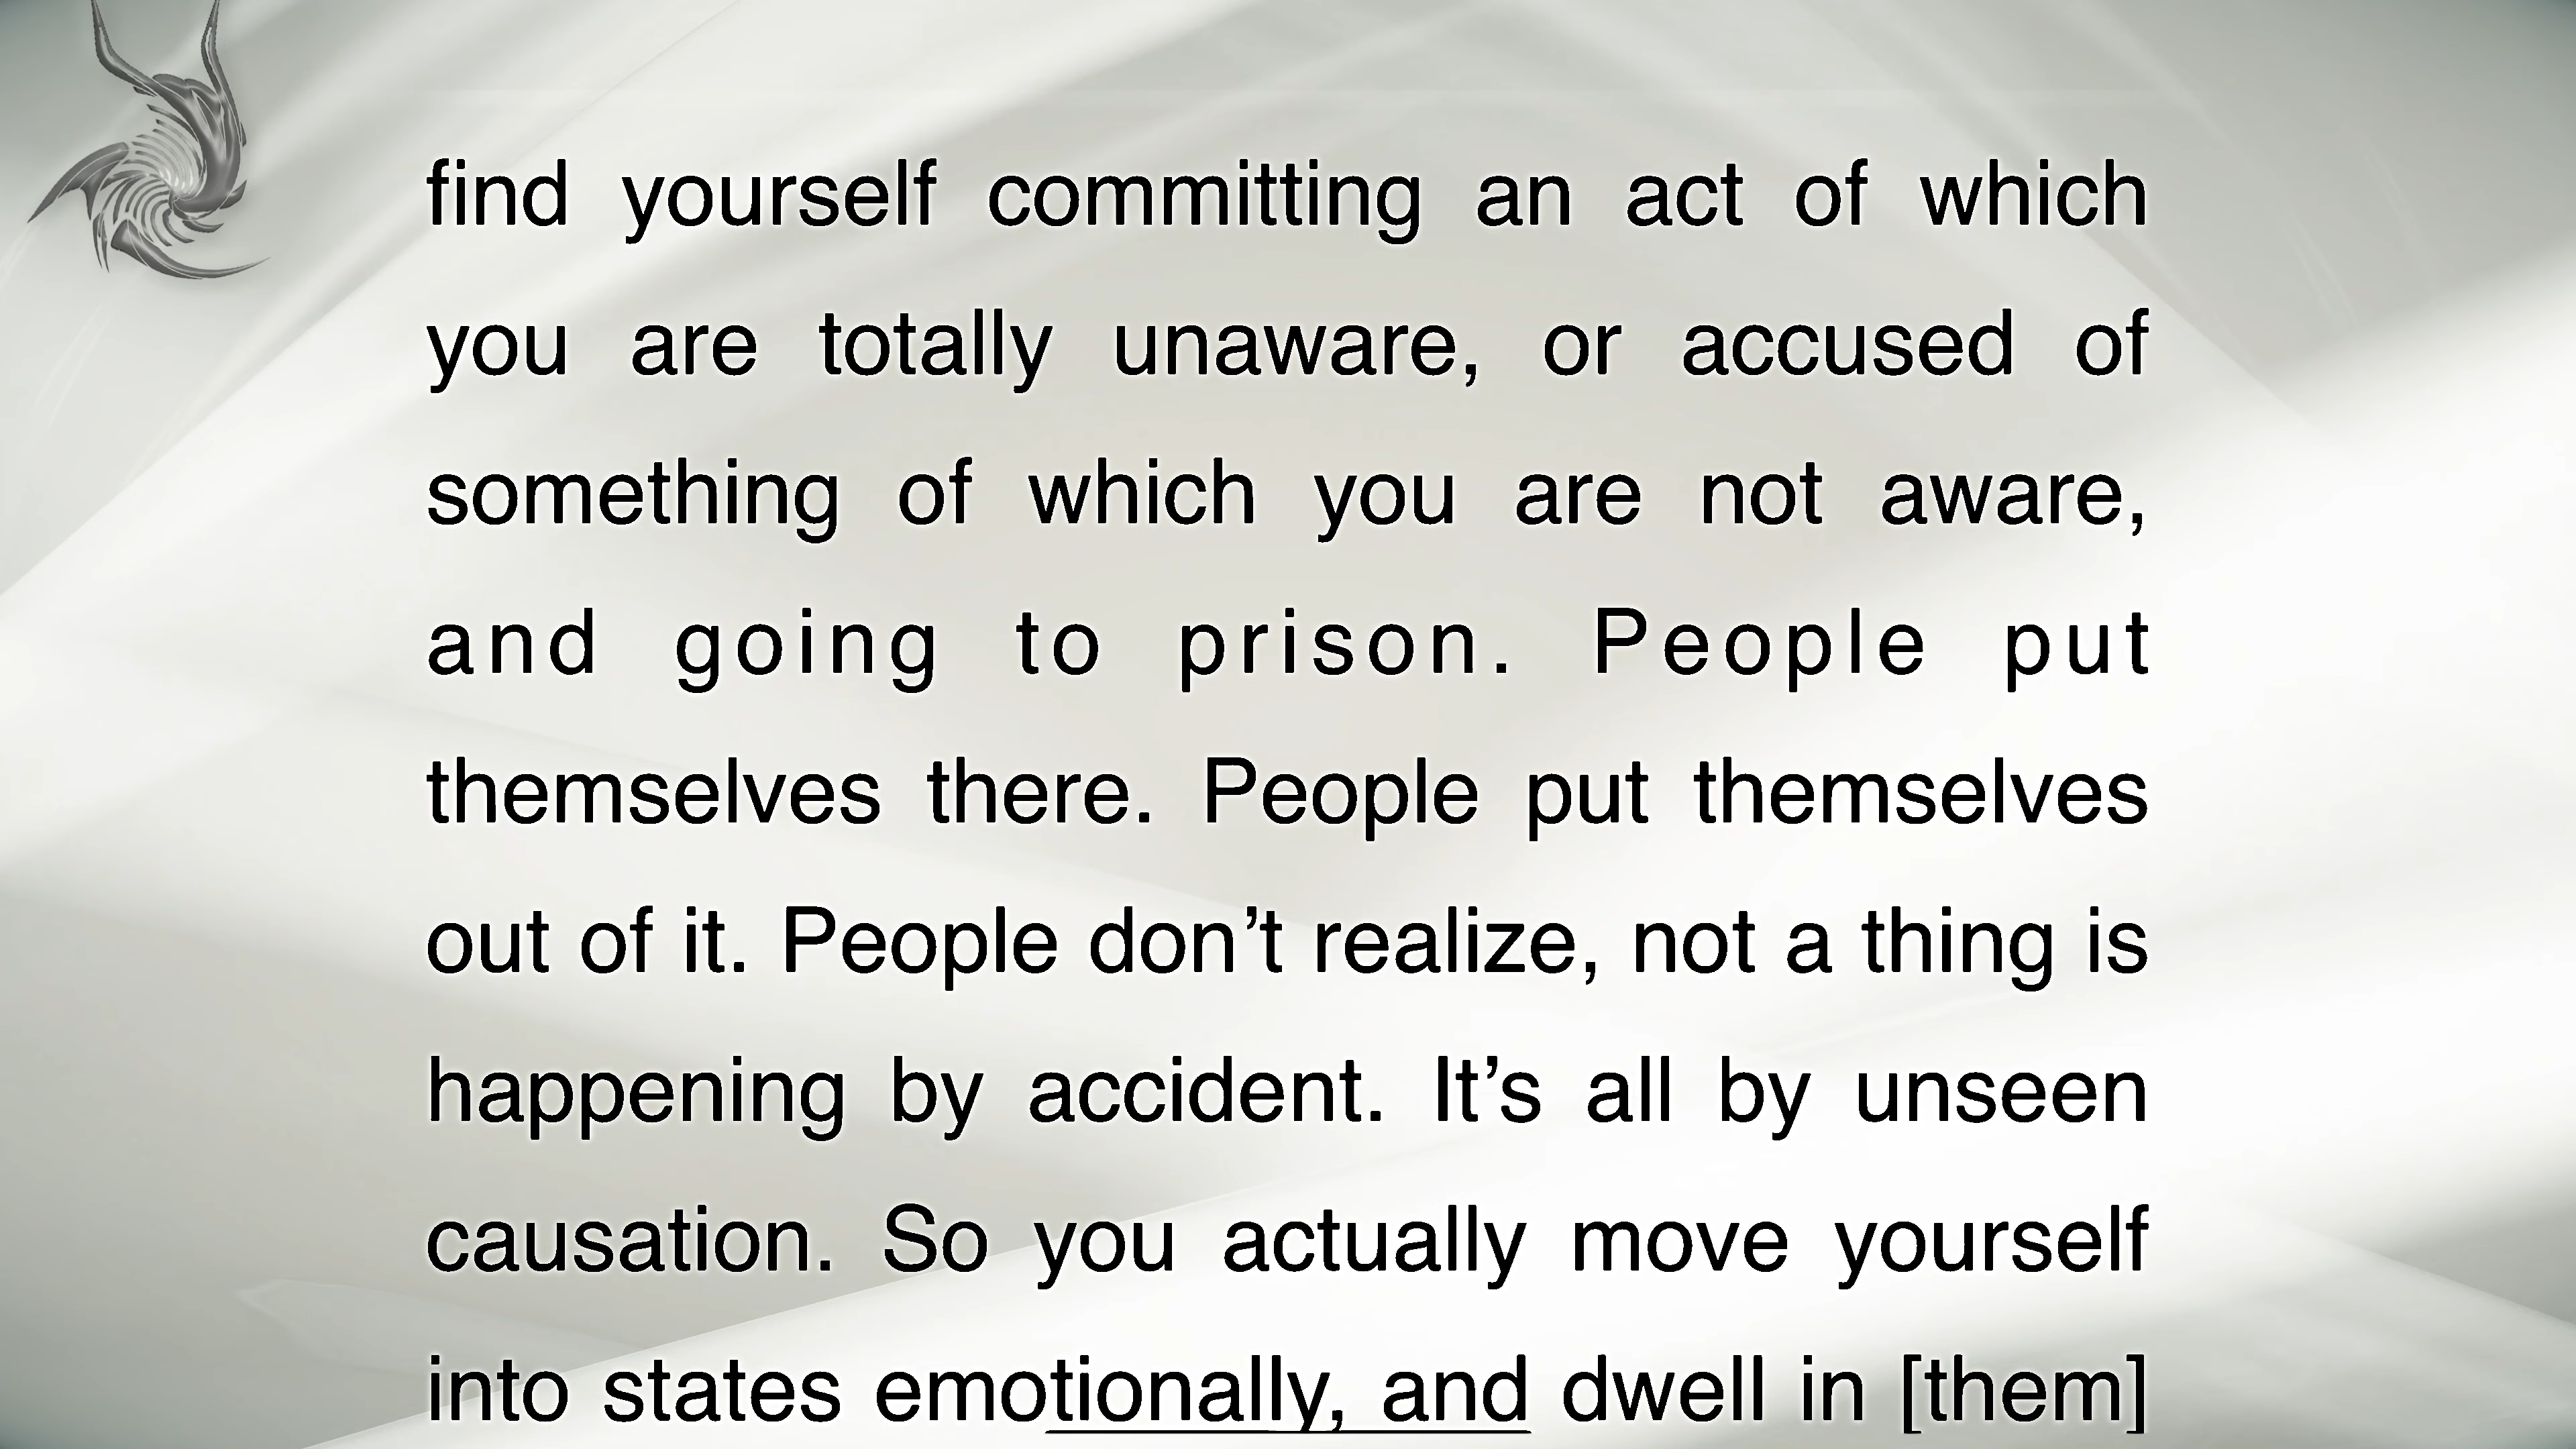 find yourself committing an act of which
you are totally unaware, or accused of
something of which you are not aware,
and going to prison. People put
themselves there. People put themselves
out of it. People don’t realize, not a thing is
happening by accident. It’s all by unseen
causation. So you actually move yourself
into states emotionally, and dwell in [them]